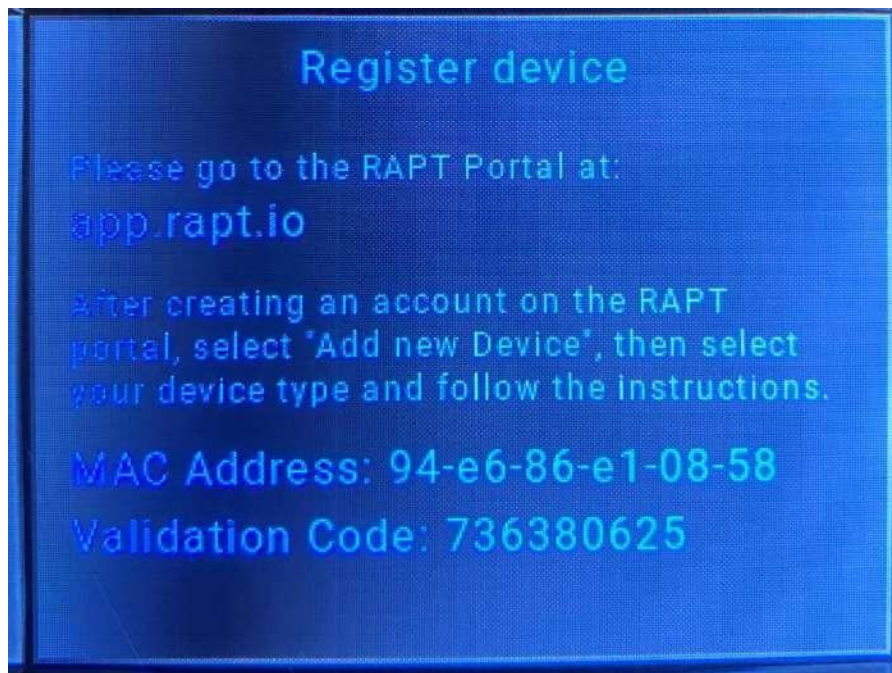 Register device
Please go to the RAPT Portal at:
app.rapt.io
After creating an account on the RAPT
portal, select "Add new Device", then select
your device type and follow the instructions.
MAC Address: 94-e6-86-e1-08-58
Validation Code: 736380625